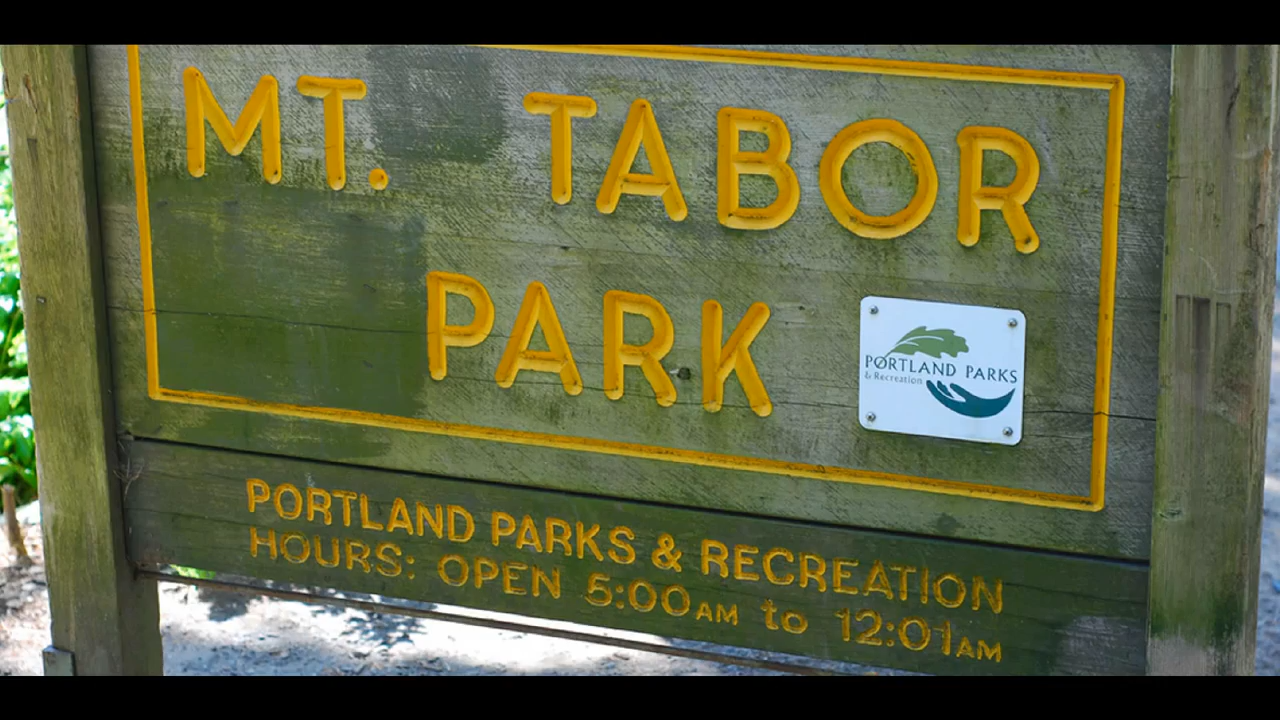 MT. TABOR
PARK
PORTLAND PARKS
& Recreation
PORTLAND PARKS & RECREATION
HOURS: OPEN 5:00AM to 12:01AM